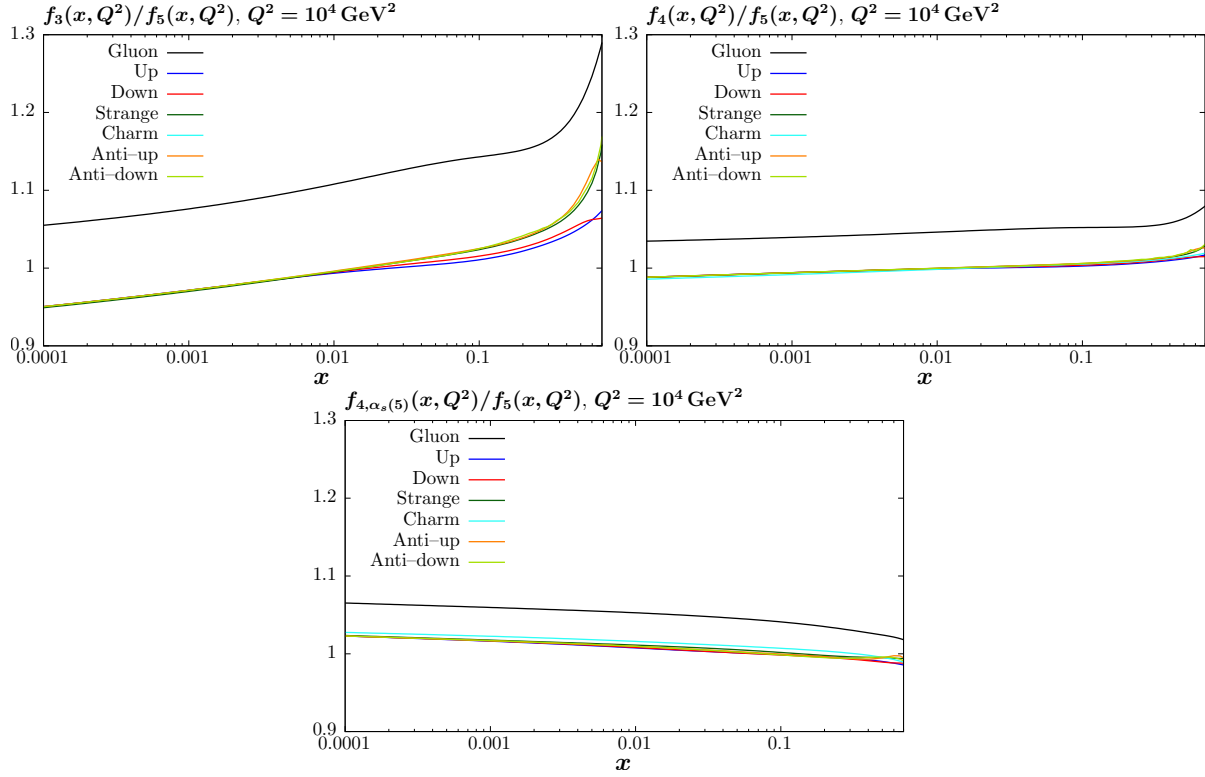 f₃(x, Q²)/f₅(x, Q²), Q² = 10⁴ GeV²
1.3
1.2
1.1
1
0.9
Gluon
Up
Down
Strange
Charm
Anti–up
Anti–down
0.0001
0.001
0.01
0.1
x
f₄(x, Q²)/f₅(x, Q²), Q² = 10⁴ GeV²
1.3
1.2
1.1
1
0.9
Gluon
Up
Down
Strange
Charm
Anti–up
Anti–down
0.0001
0.001
0.01
0.1
x
f₄,αₛ₍₅₎(x, Q²)/f₅(x, Q²), Q² = 10⁴ GeV²
1.3
1.2
1.1
1
0.9
Gluon
Up
Down
Strange
Charm
Anti–up
Anti–down
0.0001
0.001
0.01
0.1
x